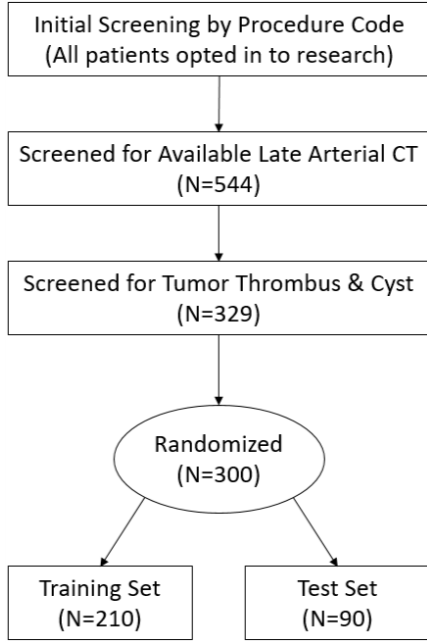 Initial Screening by Procedure Code
(All patients opted in to research)
Screened for Available Late Arterial CT
(N=544)
Screened for Tumor Thrombus & Cyst
(N=329)
Randomized
(N=300)
Training Set
(N=210)
Test Set
(N=90)